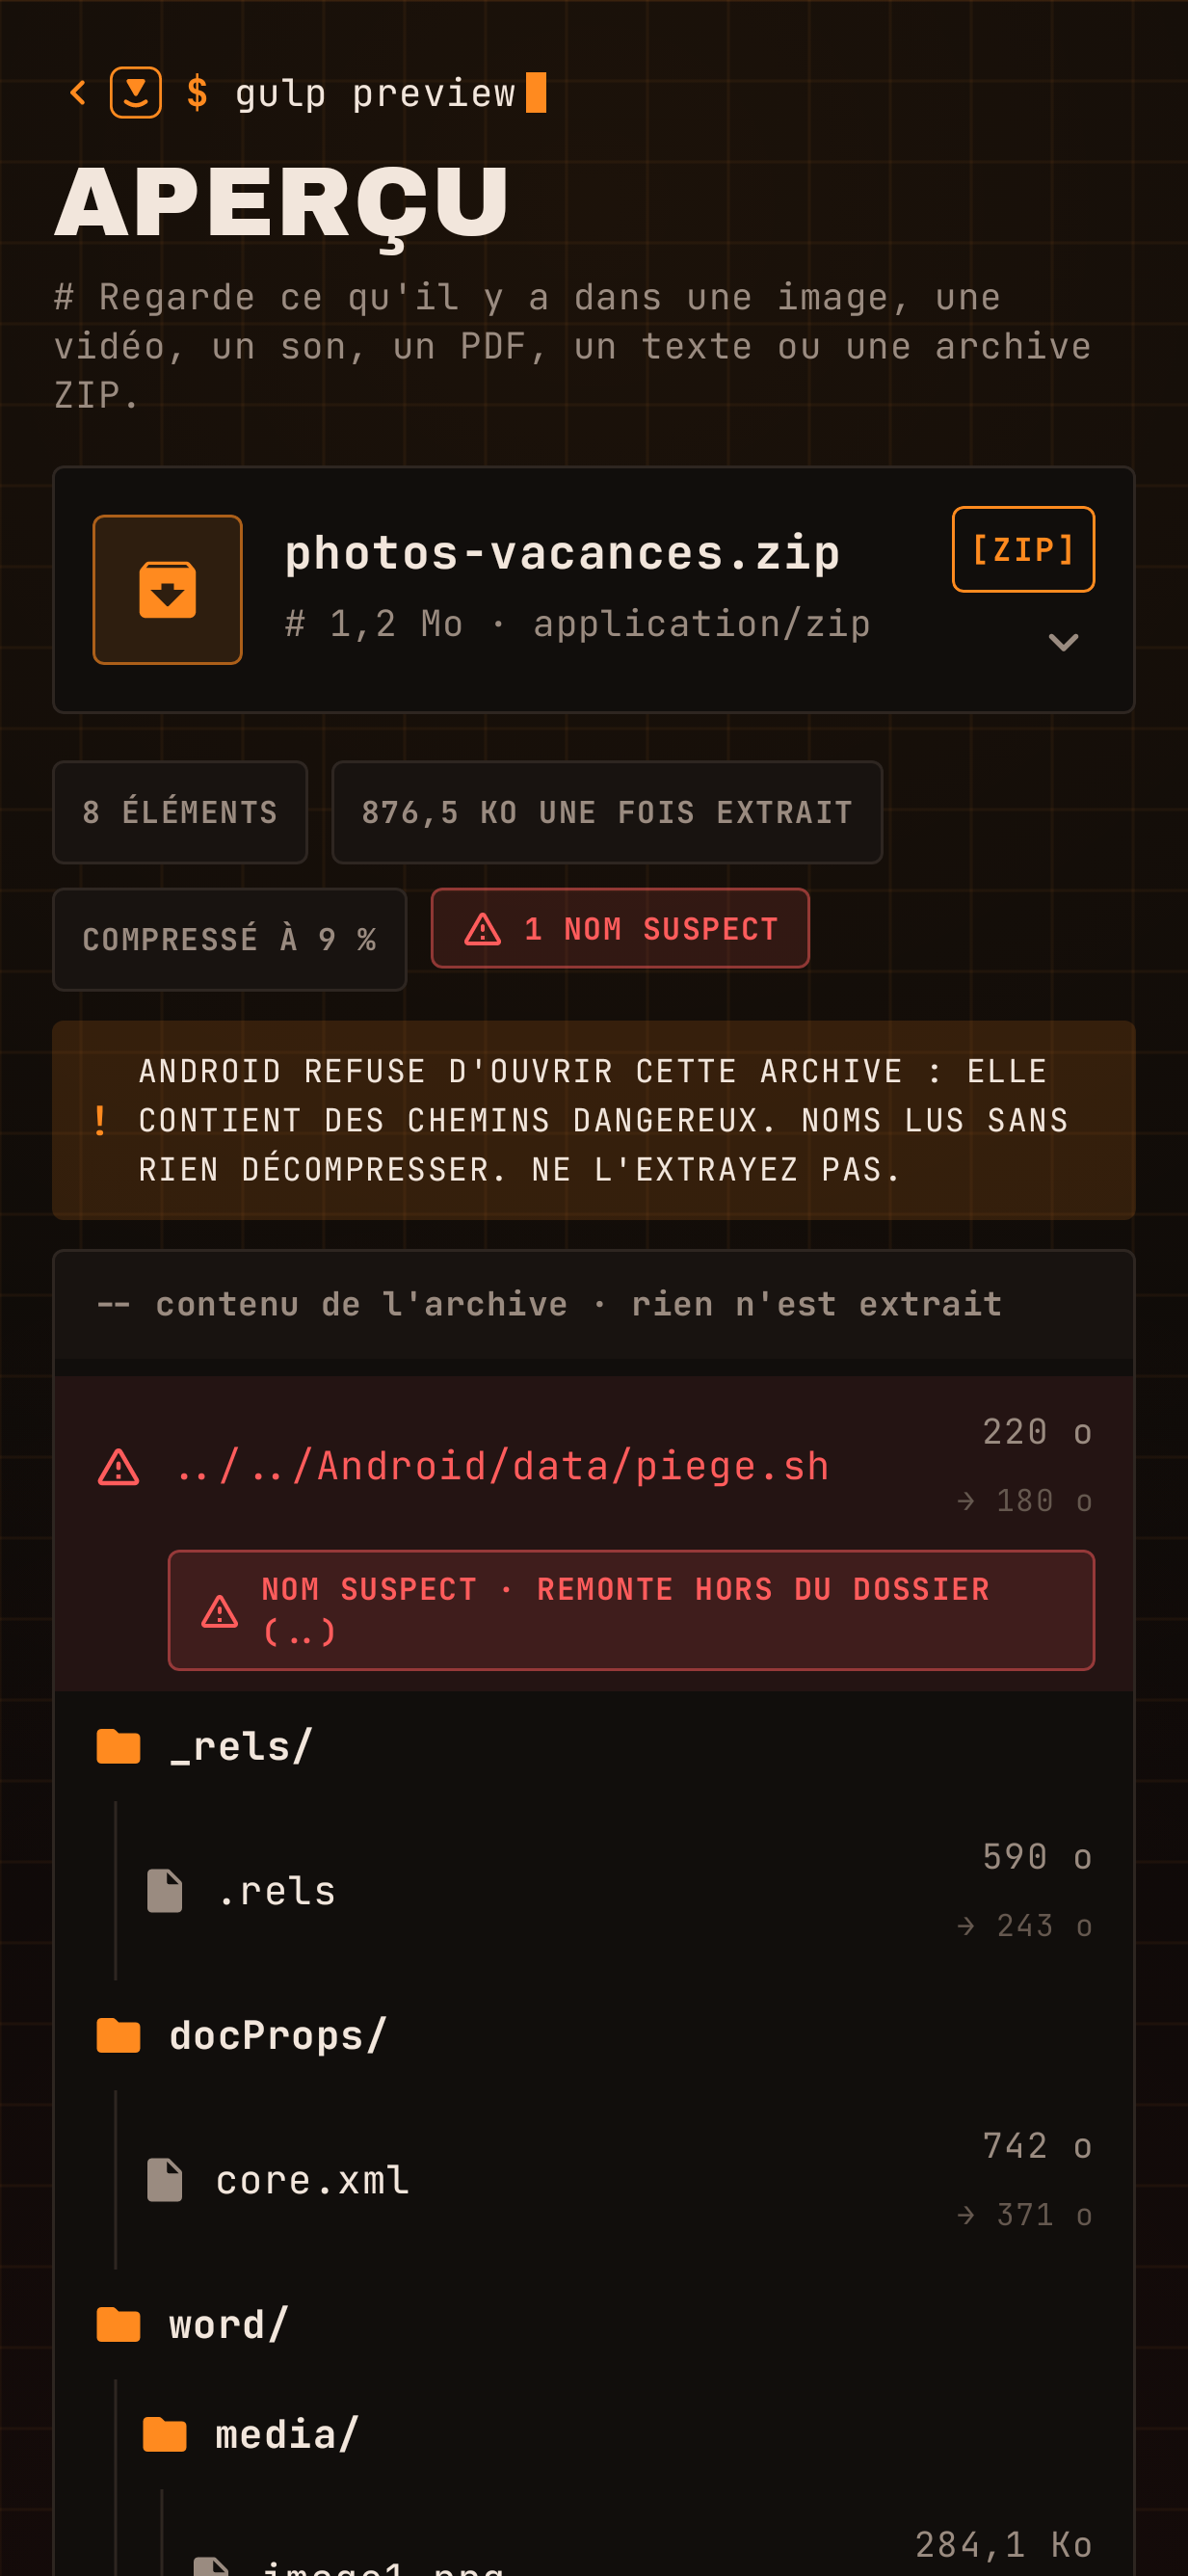 $ gulp preview
APERÇU
# Regarde ce qu'il y a dans une image, une
vidéo, un son, un PDF, un texte ou une archive
ZIP.
photos-vacances.zip
[ZIP]
# 1,2 Mo · application/zip
8 ÉLÉMENTS
876,5 KO UNE FOIS EXTRAIT
COMPRESSÉ À 9 %
1 NOM SUSPECT
ANDROID REFUSE D'OUVRIR CETTE ARCHIVE : ELLE
! CONTIENT DES CHEMINS DANGEREUX. NOMS LUS SANS
RIEN DÉCOMPRESSER. NE L'EXTRAYEZ PAS.
-- contenu de l'archive · rien n'est extrait
../../Android/data/piege.sh
220 o
→ 180 o
NOM SUSPECT · REMONTE HORS DU DOSSIER
(..)
_rels/
.rels
590 o
→ 243 o
docProps/
core.xml
742 o
→ 371 o
word/
media/
image1.png
284,1 Ko